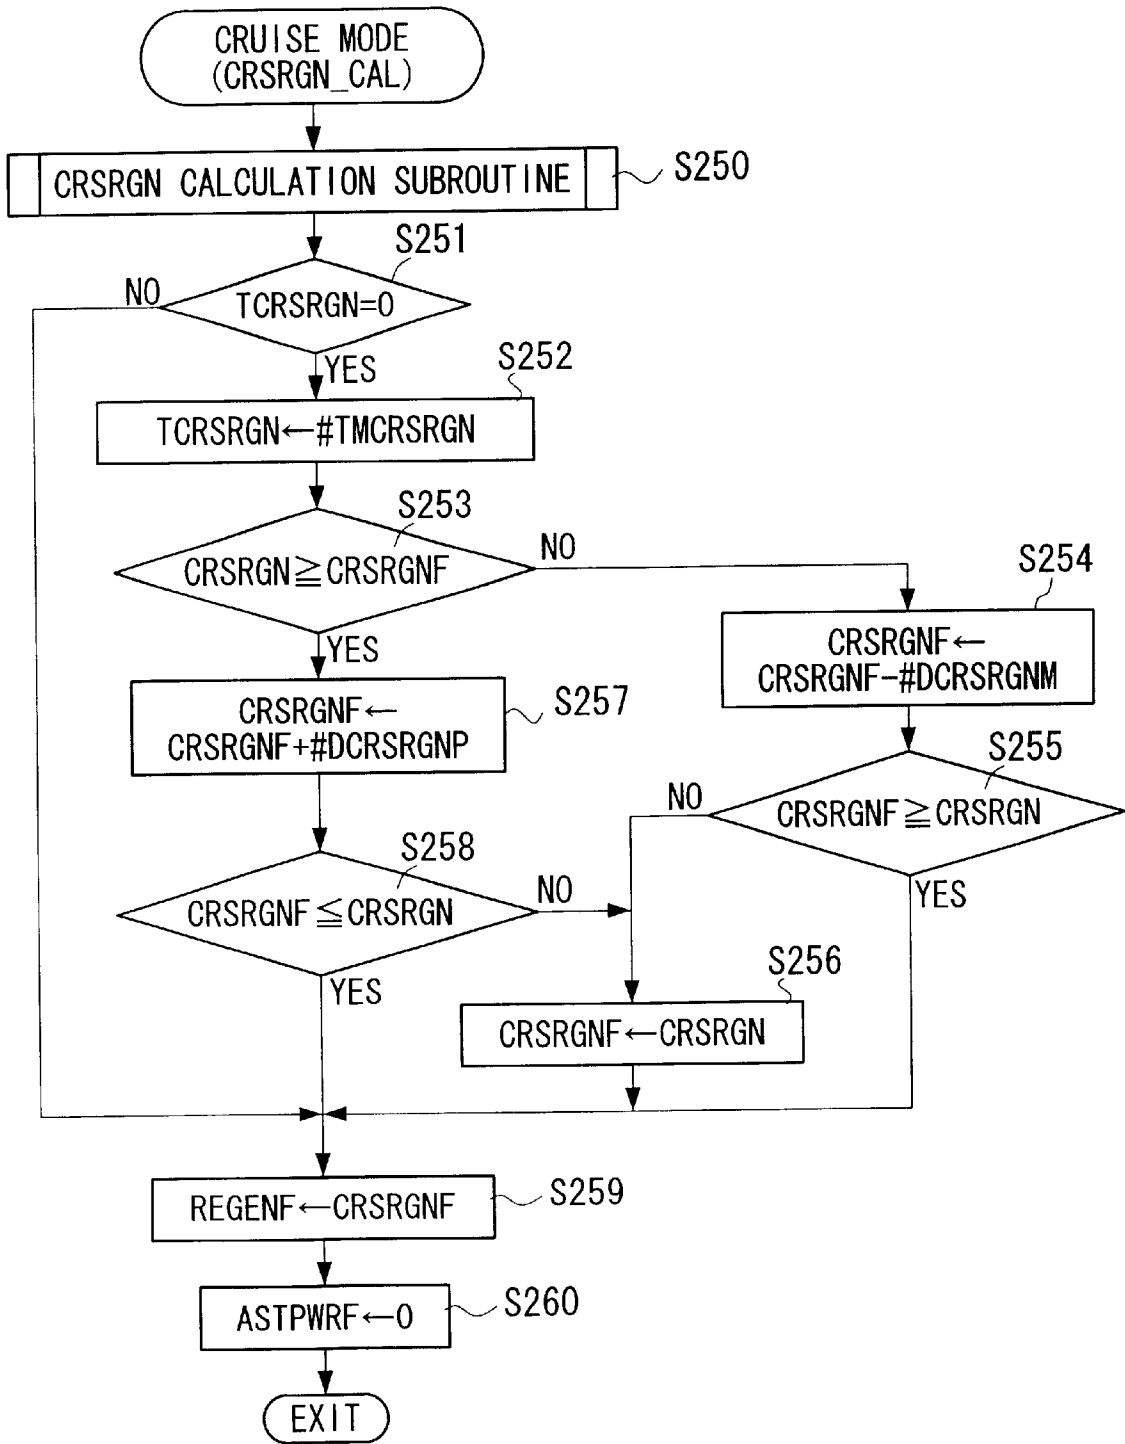 CRUISE MODE
(CRSRGN_CAL)
CRSRGN CALCULATION SUBROUTINE
S250
S251
NO
TCRSRGN=0
YES
S252
TCRSRGN←#TMCRSRGN
S253
CRSRGN≧CRSRGNF
NO
YES
S254
CRSRGNF←
CRSRGNF-#DCRSRGNM
S257
CRSRGNF←
CRSRGNF+#DCRSRGNP
S255
NO
CRSRGNF≧CRSRGN
YES
S258
CRSRGNF≦CRSRGN
NO
YES
S256
CRSRGNF←CRSRGN
REGENF←CRSRGNF
S259
ASTPWRF←0
S260
EXIT